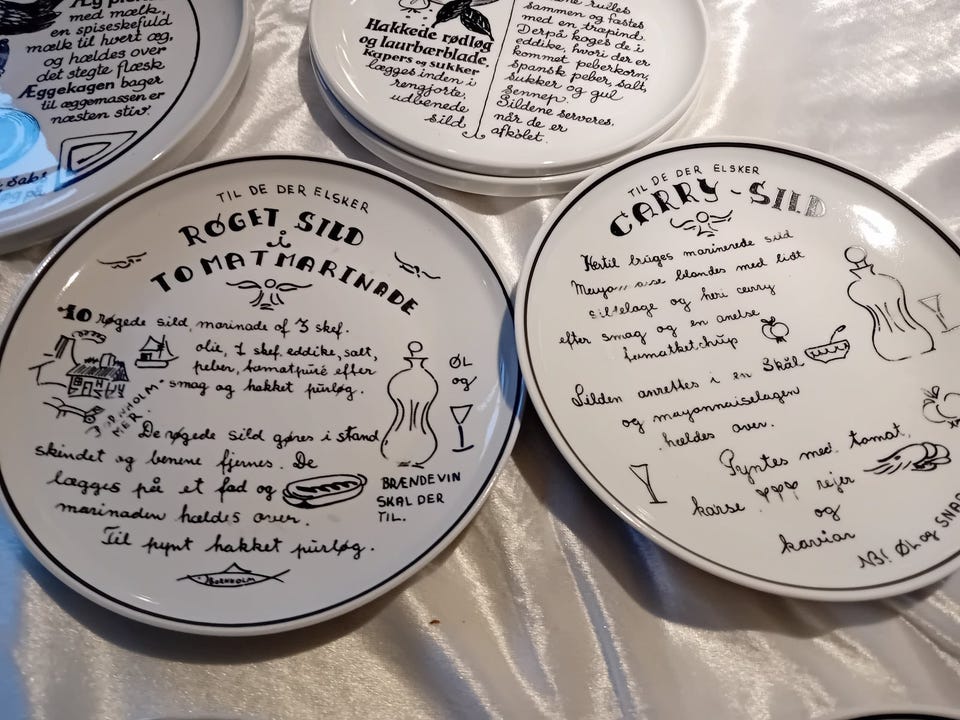 Æg piskes
med mælk,
en spiseskefuld
mælk til hvert æg,
og hældes over
det stegte flæsk
Æggekagen bager
til æggemassen er
næsten stiv.
Hakkede rødløg
og laurbærblade,
kapers og sukker
lægges inden i
rengjorte,
udbenede
sild
sammen og hæftes
med en træpind
Derpå koges de i
eddike, hvori der er
kommet peberkorn,
spansk peber, salt,
sukker og gul
sennep.
Sildene serveres,
når de er
afkølet.
TIL DE DER ELSKER
RØGET SILD
i
TOMATMARINADE
10 røgede sild, marinade af 3 skef.
olie, 1 skef. eddike, salt,
peber, tomatpuré efter
smag og hakket purløg.
BORNHOLM
MER.
De røgede sild gøres i stand
skindet og benene fjernes. De
lægges på et fad og
marinaden hældes over.
Til pynt hakket purløg.
ØL
og
BRÆNDEVIN
SKAL DER
TIL.
BORNHOLM
TIL DE DER ELSKER
CARRY-SILD
Hertil bruges marinerede sild
blandes med lidt
sildelage og heri carry
efter smag og en anelse
tomatketchup
Silden anrettes i en Skål
og mayonnaiselagen
hældes over.
Pyntes med tomat,
karse rejer
og
kaviar
NB! ØL og SNAP